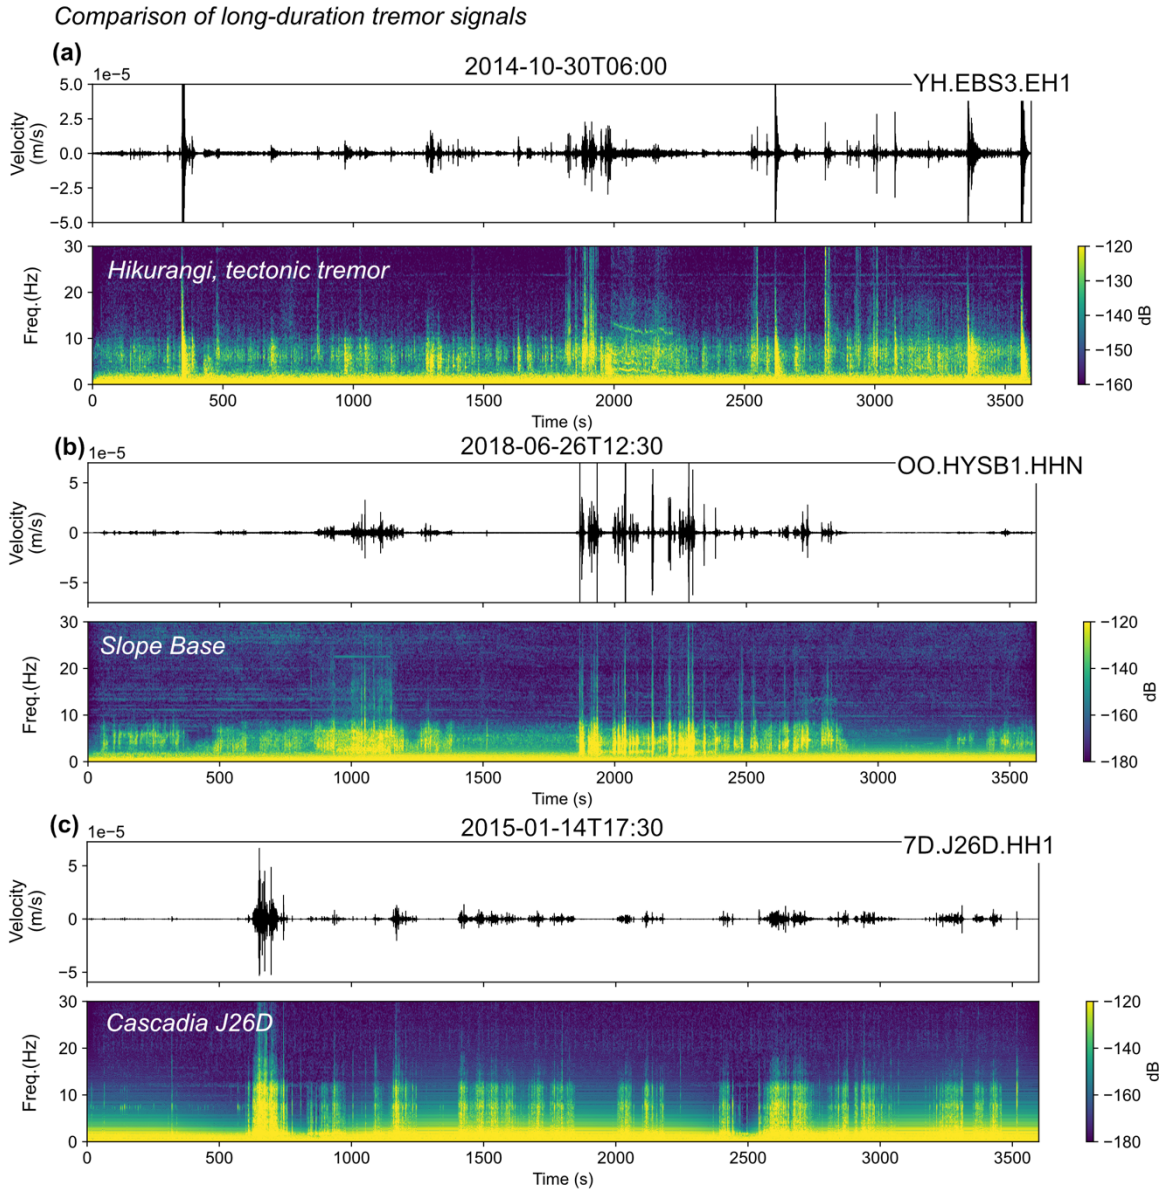 Comparison of long-duration tremor signals
(a)
1e−5
2014-10-30T06:00
YH.EBS3.EH1
5.0
2.5
0.0
−2.5
−5.0
Velocity
(m/s)
Hikurangi, tectonic tremor
30
20
10
0
Freq.(Hz)
0 500 1000 1500 2000 2500 3000 3500
Time (s)
−120
−130
−140
−150
−160
dB
(b)
1e−5
2018-06-26T12:30
OO.HYSB1.HHN
5
0
−5
Velocity
(m/s)
Slope Base
30
20
10
0
Freq.(Hz)
0 500 1000 1500 2000 2500 3000 3500
Time (s)
−120
−140
−160
−180
dB
(c)
1e−5
2015-01-14T17:30
7D.J26D.HH1
5
0
−5
Velocity
(m/s)
Cascadia J26D
30
20
10
0
Freq.(Hz)
0 500 1000 1500 2000 2500 3000 3500
Time (s)
−120
−140
−160
−180
dB